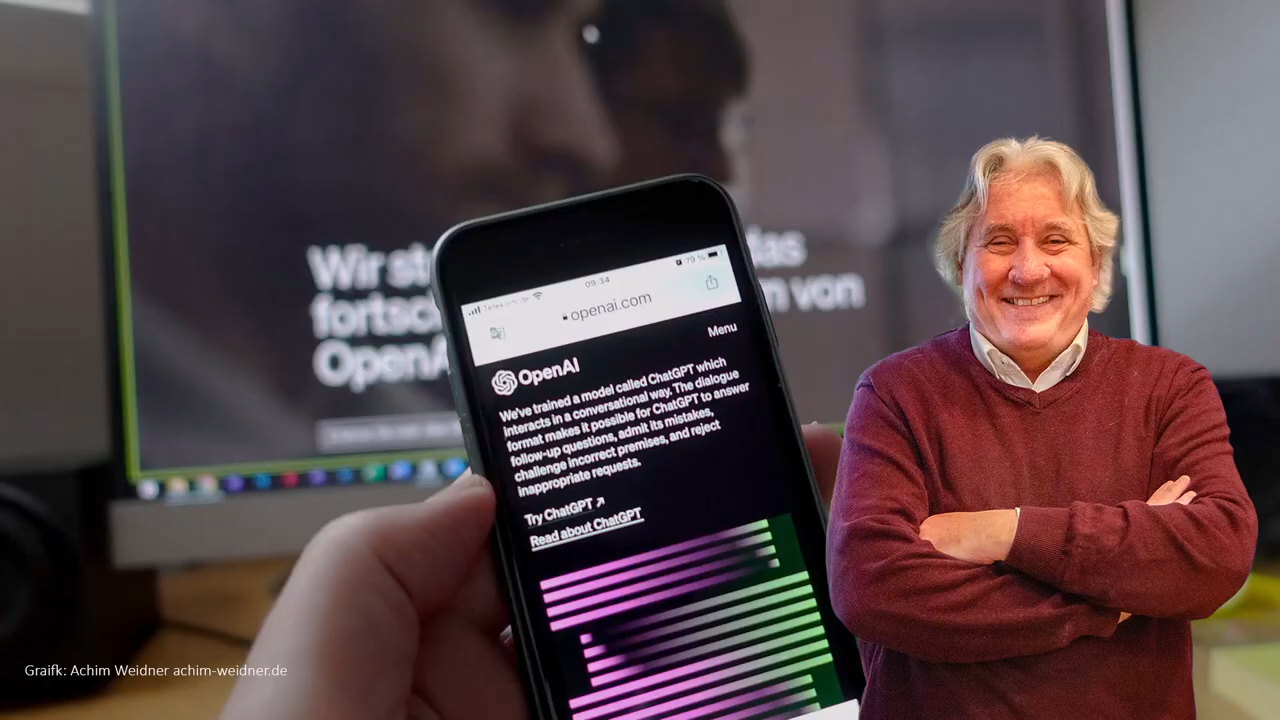 Wir st
das
fortsc
n von
OpenA
09.34
79 %
openai.com
Menu
OpenAI
We've trained a model called ChatGPT which
interacts in a conversational way. The dialogue
format makes it possible for ChatGPT to answer
follow-up questions, admit its mistakes,
challenge incorrect premises, and reject
inappropriate requests.
Try ChatGPT ↗
Read about ChatGPT
Graifk: Achim Weidner achim-weidner.de